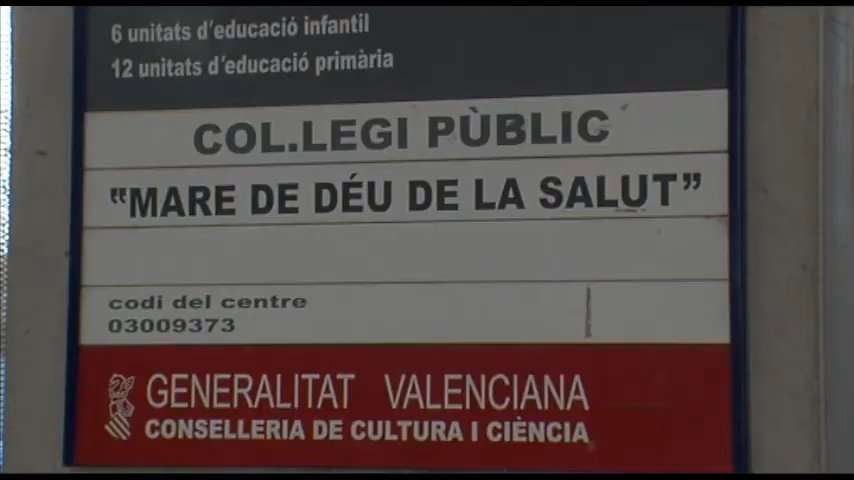 6 unitats d'educació infantil
12 unitats d'educació primària
COL.LEGI PÙBLIC
"MARE DE DÉU DE LA SALUT"
codi del centre
03009373
GENERALITAT VALENCIANA
CONSELLERIA DE CULTURA I CIÈNCIA